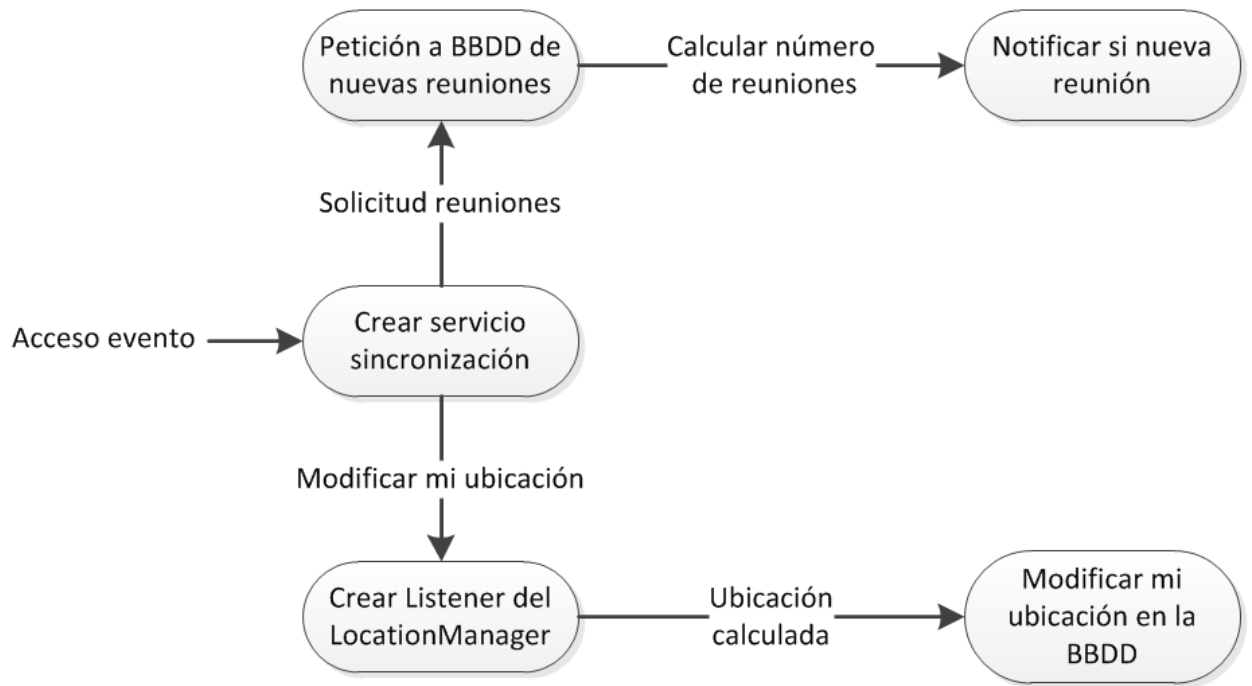 Petición a BBDD de
nuevas reuniones
Calcular número
de reuniones
Notificar si nueva
reunión
Solicitud reuniones
Acceso evento
Crear servicio
sincronización
Modificar mi ubicación
Crear Listener del
LocationManager
Ubicación
calculada
Modificar mi
ubicación en la
BBDD